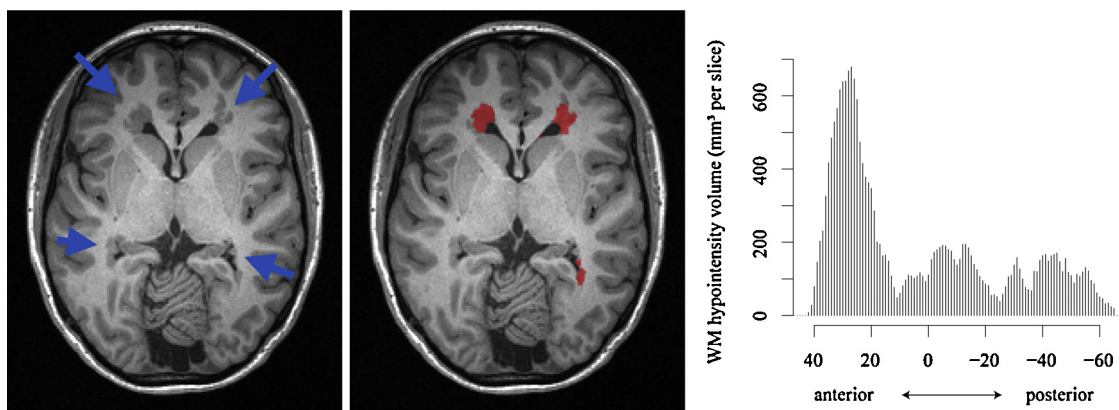 WM hypointensity volume (mm³ per slice)
600
400
200
0
40 20 0 −20 −40 −60
anterior posterior